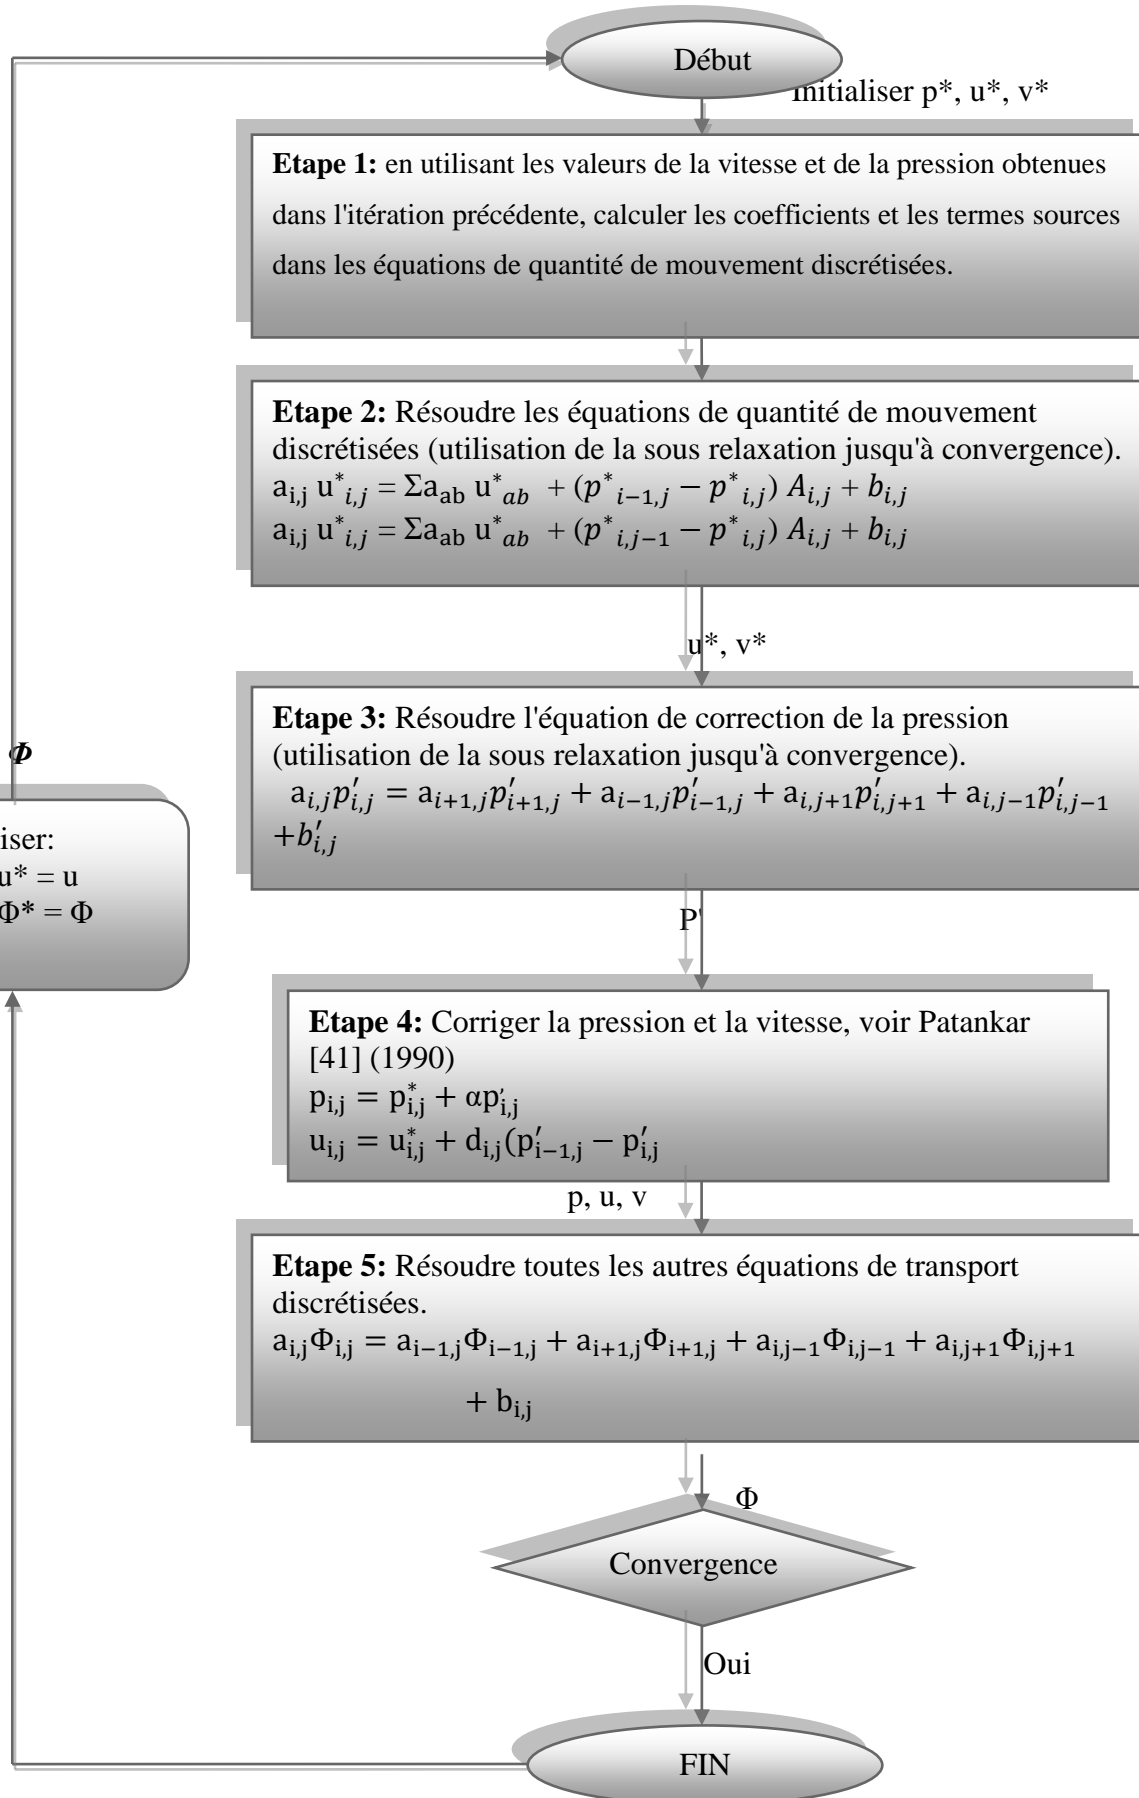 Début
Initialiser p*, u*, v*
Etape 1: en utilisant les valeurs de la vitesse et de la pression obtenues
dans l'itération précédente, calculer les coefficients et les termes sources
dans les équations de quantité de mouvement discrétisées.
Etape 2: Résoudre les équations de quantité de mouvement
discrétisées (utilisation de la sous relaxation jusqu'à convergence).
a_{i,j} u^*_{i,j} = Σa_{ab} u^*_{ab} + (p^*_{i−1,j} − p^*_{i,j}) A_{i,j} + b_{i,j}
a_{i,j} u^*_{i,j} = Σa_{ab} u^*_{ab} + (p^*_{i,j−1} − p^*_{i,j}) A_{i,j} + b_{i,j}
u*, v*
Etape 3: Résoudre l'équation de correction de la pression
(utilisation de la sous relaxation jusqu'à convergence).
a_{i,j}p'_{i,j} = a_{i+1,j}p'_{i+1,j} + a_{i−1,j}p'_{i−1,j} + a_{i,j+1}p'_{i,j+1} + a_{i,j−1}p'_{i,j−1}
+b'_{i,j}
P'
Etape 4: Corriger la pression et la vitesse, voir Patankar
[41] (1990)
p_{i,j} = p^*_{i,j} + αp'_{i,j}
u_{i,j} = u^*_{i,j} + d_{i,j}(p'_{i−1,j} − p'_{i,j}
p, u, v
Etape 5: Résoudre toutes les autres équations de transport
discrétisées.
a_{i,j}Φ_{i,j} = a_{i−1,j}Φ_{i−1,j} + a_{i+1,j}Φ_{i+1,j} + a_{i,j−1}Φ_{i,j−1} + a_{i,j+1}Φ_{i,j+1}
+ b_{i,j}
Φ
Convergence
Oui
FIN
Φ
iser:
u* = u
Φ* = Φ